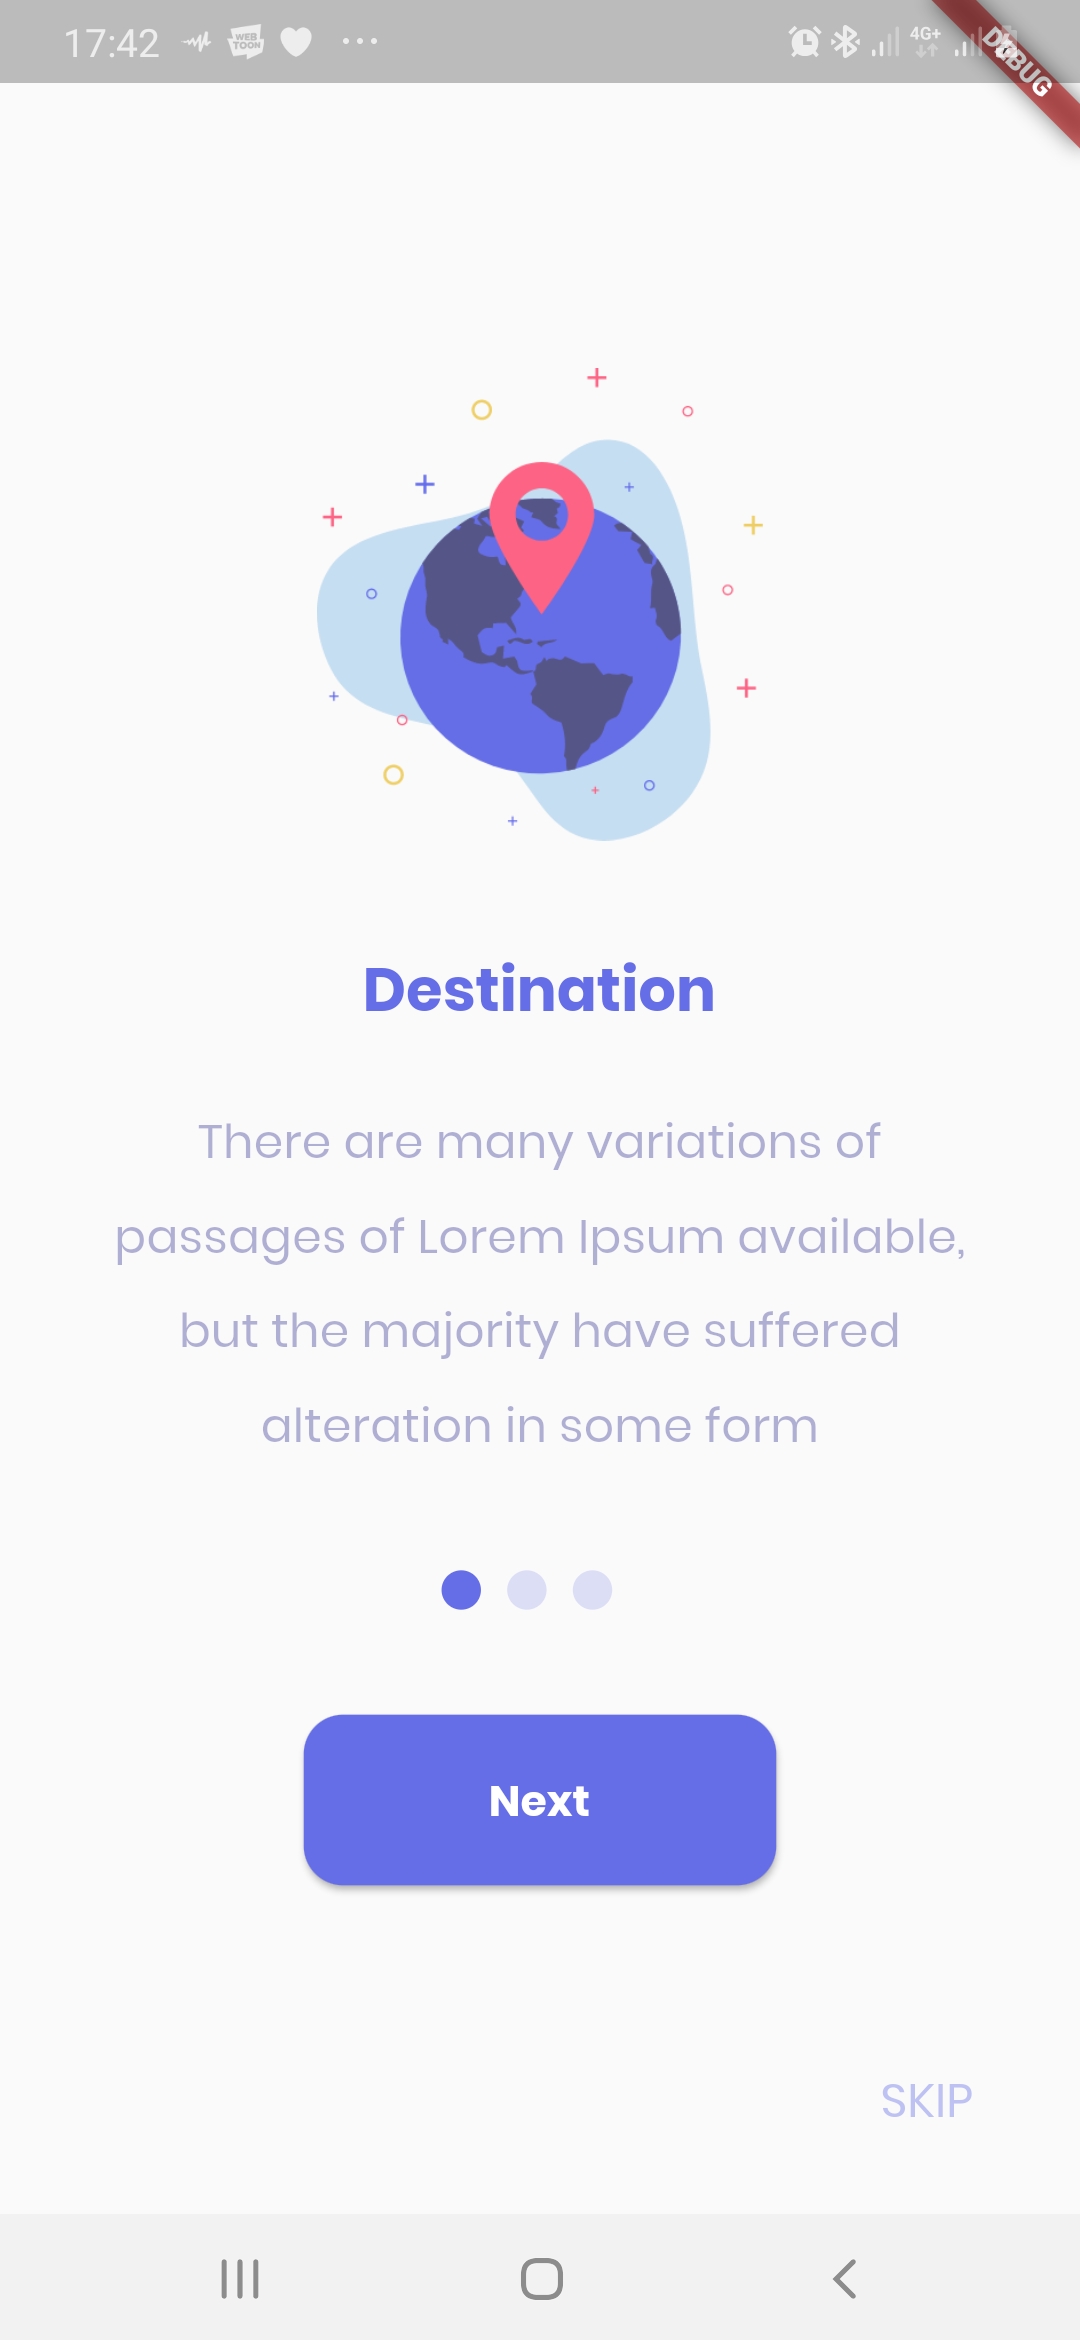 17:42
WEB
TOON
4G+
DEBUG
Destination
There are many variations of
passages of Lorem Ipsum available,
but the majority have suffered
alteration in some form
Next
SKIP